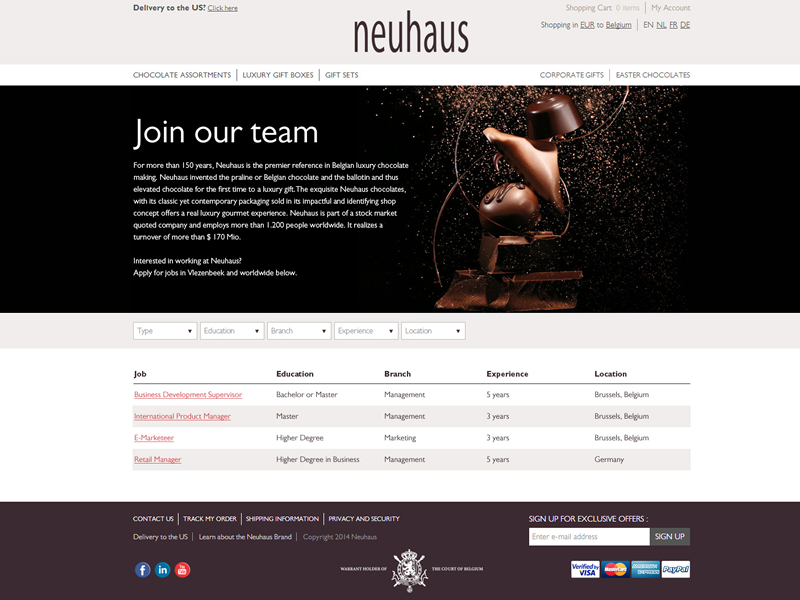 Delivery to the US? Click here
Shopping Cart 0 items My Account
neuhaus
Shopping in EUR to Belgium EN NL FR DE
CHOCOLATE ASSORTMENTS LUXURY GIFT BOXES GIFT SETS
CORPORATE GIFTS EASTER CHOCOLATES
Join our team
For more than 150 years, Neuhaus is the premier reference in Belgian luxury chocolate
making. Neuhaus invented the praline or Belgian chocolate and the ballotin and thus
elevated chocolate for the first time to a luxury gift. The exquisite Neuhaus chocolates,
with its classic yet contemporary packaging sold in its impactful and identifying shop
concept offers a real luxury gourmet experience. Neuhaus is part of a stock market
quoted company and employs more than 1.200 people worldwide. It realizes a
turnover of more than $ 170 Mio.
Interested in working at Neuhaus?
Apply for jobs in Vlezenbeek and worldwide below.
Type Education Branch Experience Location
Job Education Branch Experience Location
Business Development Supervisor Bachelor or Master Management 5 years Brussels, Belgium
International Product Manager Master Management 3 years Brussels, Belgium
E-Marketeer Higher Degree Marketing 3 years Brussels, Belgium
Retail Manager Higher Degree in Business Management 5 years Germany
CONTACT US TRACK MY ORDER SHIPPING INFORMATION PRIVACY AND SECURITY
SIGN UP FOR EXCLUSIVE OFFERS :
Delivery to the US Learn about the Neuhaus Brand Copyright 2014 Neuhaus
Enter e-mail address SIGN UP
f in You Tube
WARRANT HOLDER OF THE COURT OF BELGIUM
Verified by VISA MasterCard PayPal